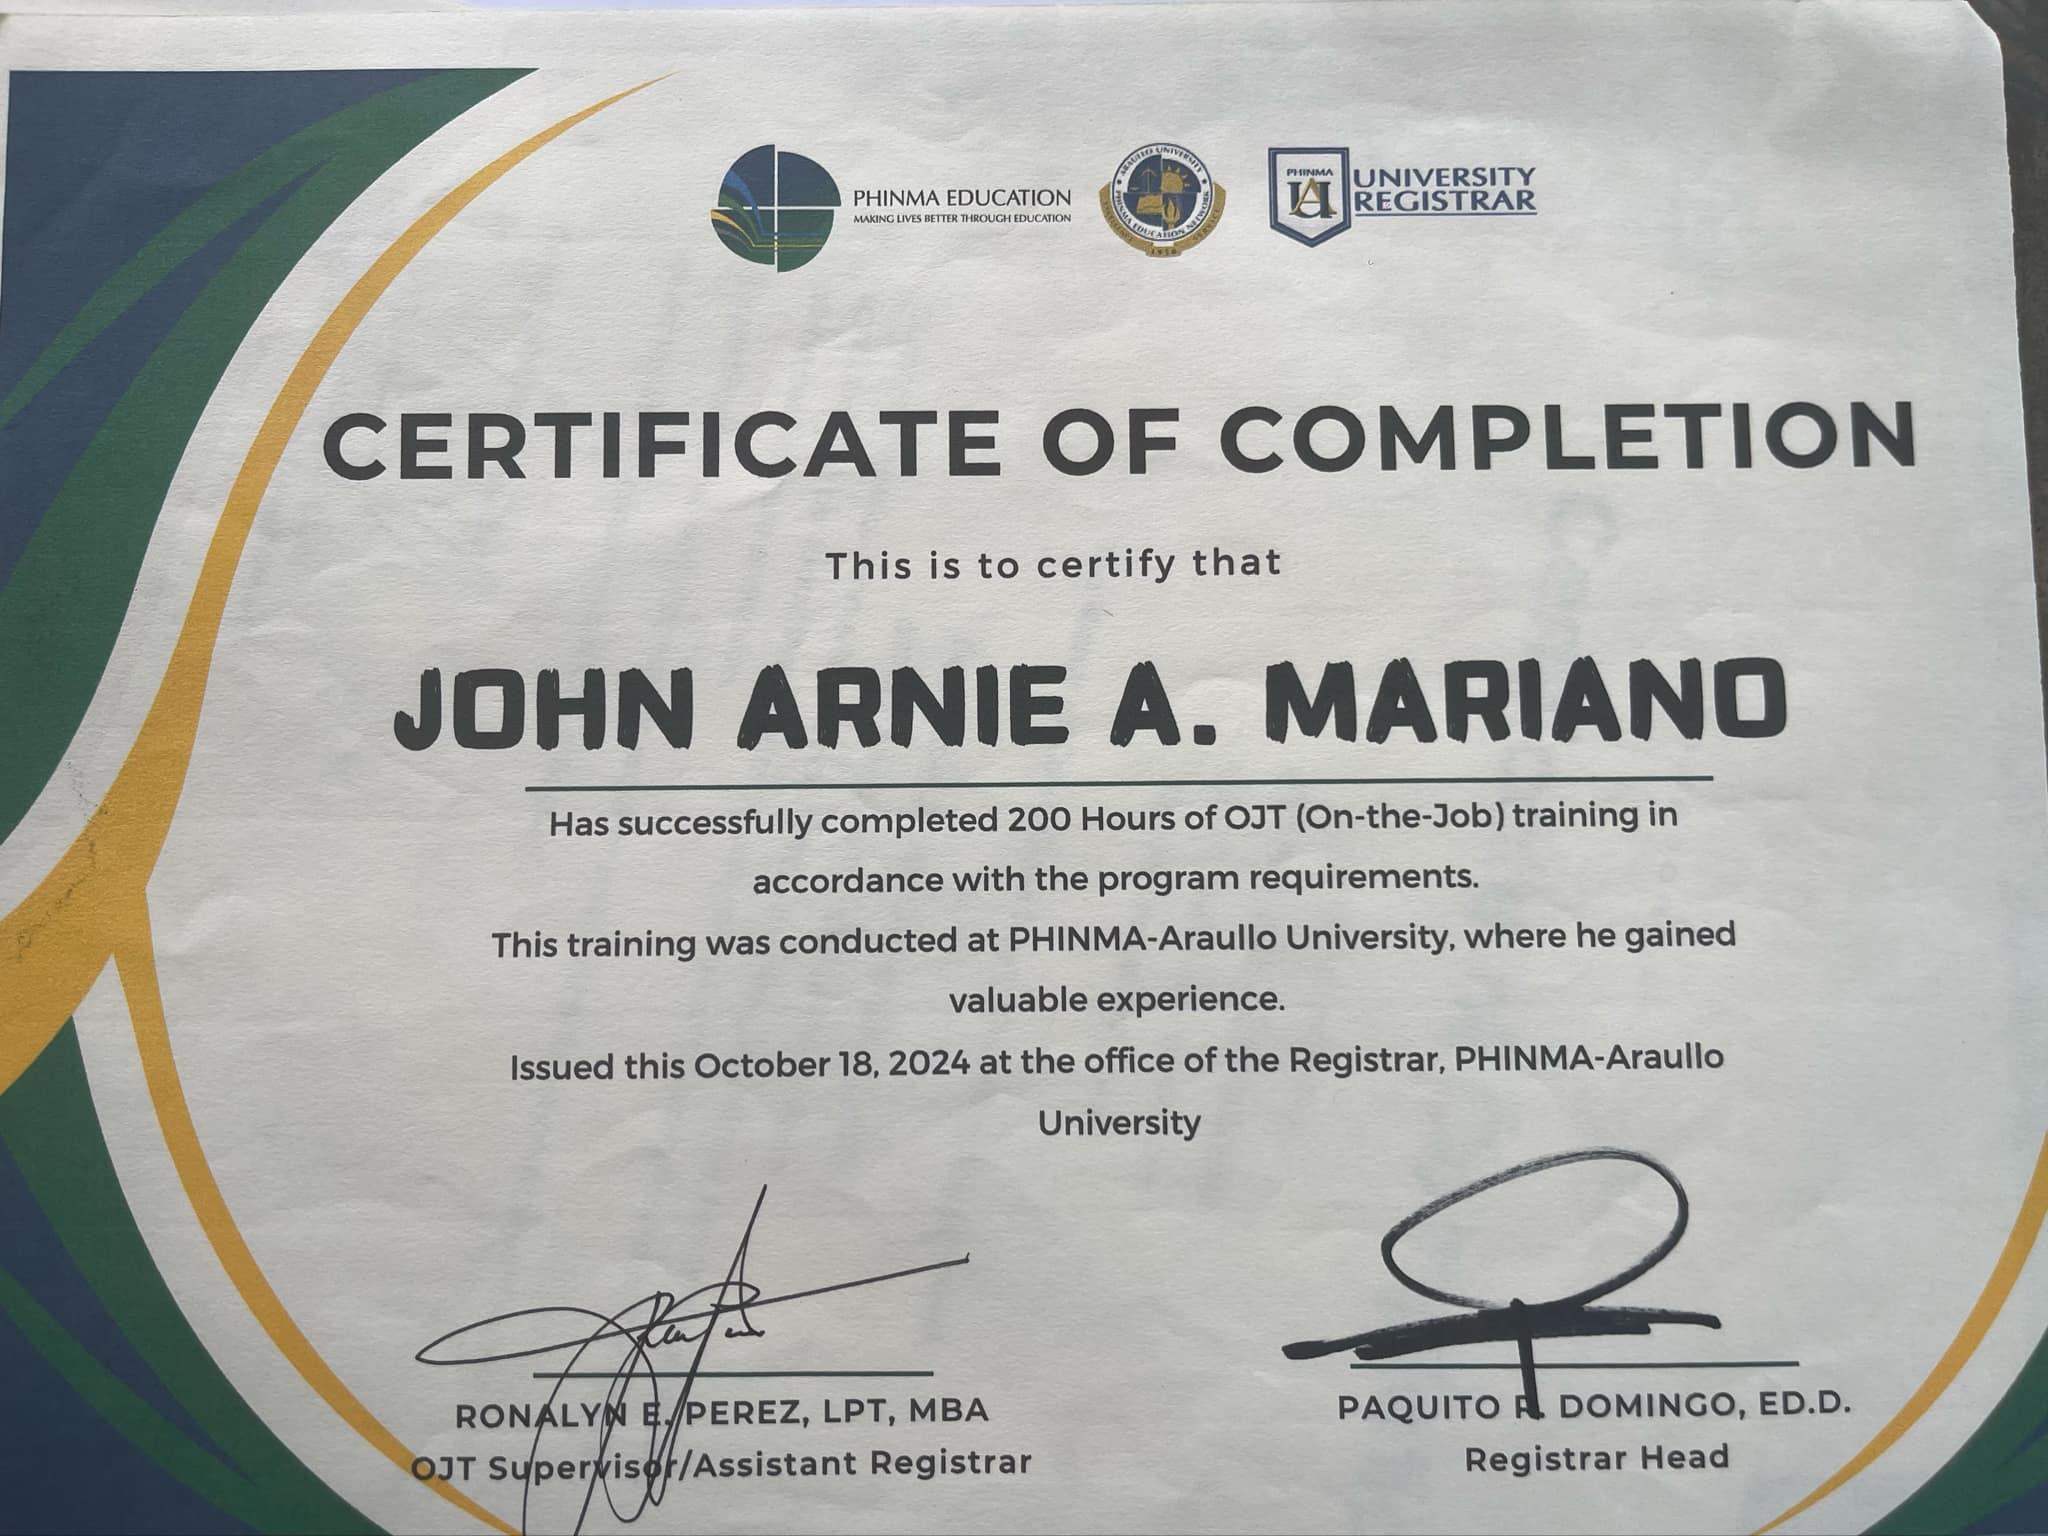 PHINMA EDUCATION
MAKING LIVES BETTER THROUGH EDUCATION
ARAULLO UNIVERSITY
PHINMA EDUCATION NETWORK
1950
PHINMA
AU
UNIVERSITY
REGISTRAR
CERTIFICATE OF COMPLETION
This is to certify that
JOHN ARNIE A. MARIANO
Has successfully completed 200 Hours of OJT (On-the-Job) training in
accordance with the program requirements.
This training was conducted at PHINMA-Araullo University, where he gained
valuable experience.
Issued this October 18, 2024 at the office of the Registrar, PHINMA-Araullo
University
RONALYN E. PEREZ, LPT, MBA
OJT Supervisor/Assistant Registrar
PAQUITO R. DOMINGO, ED.D.
Registrar Head